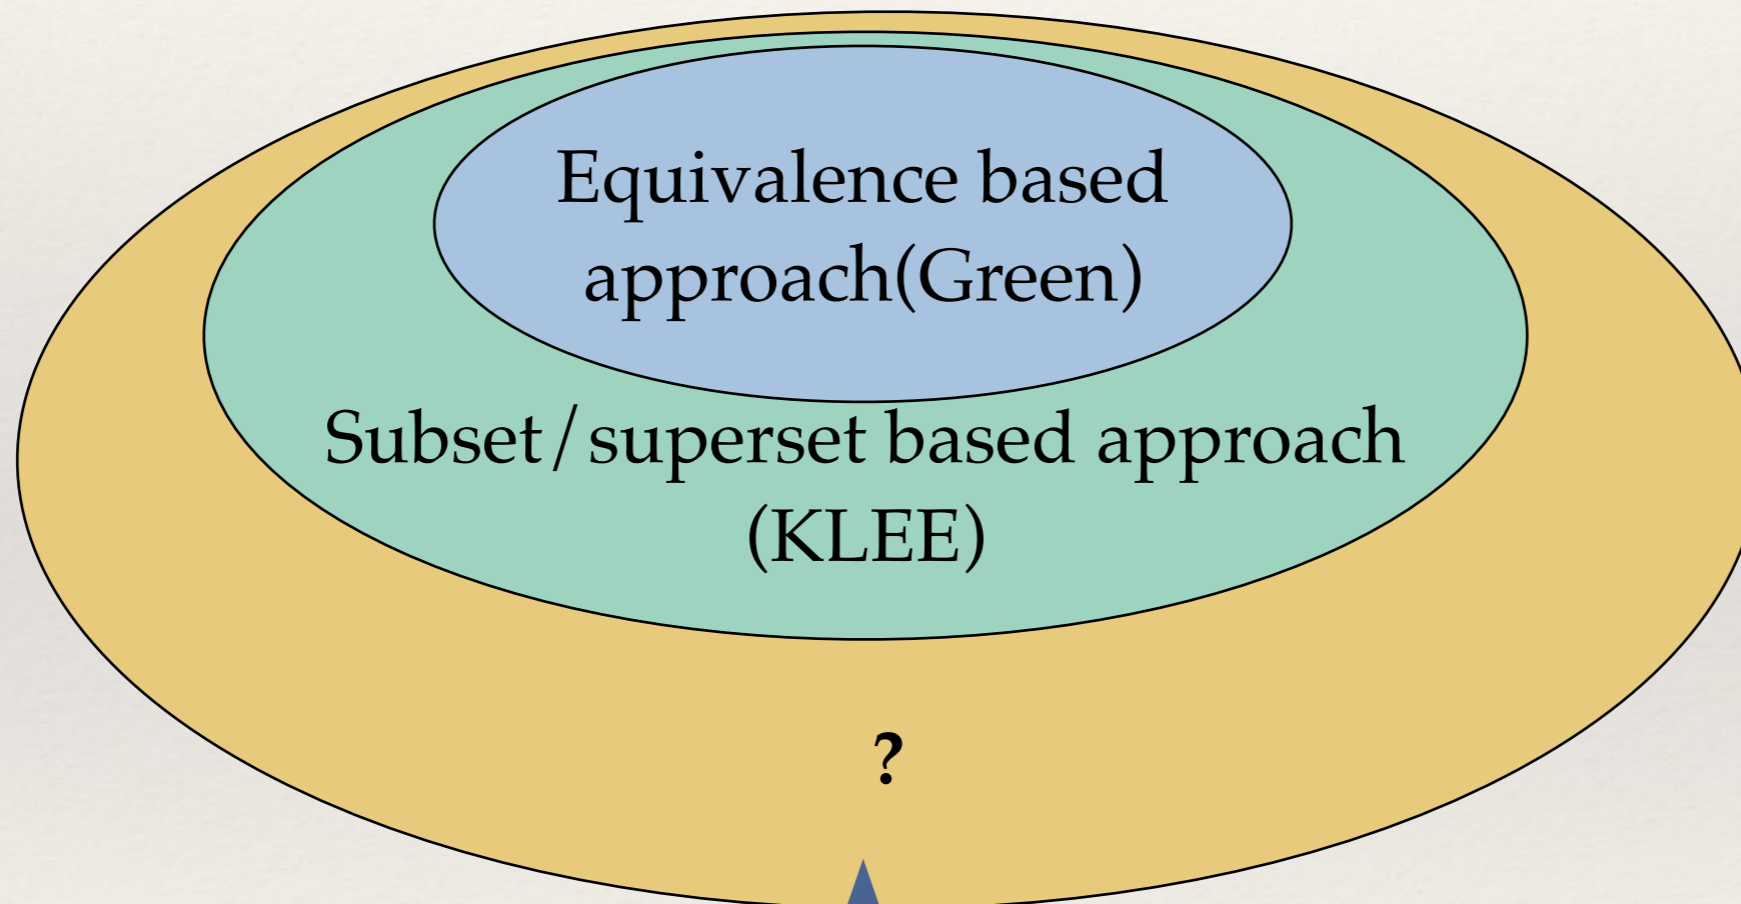 Equivalence based
approach(Green)
Subset/superset based approach
(KLEE)
?